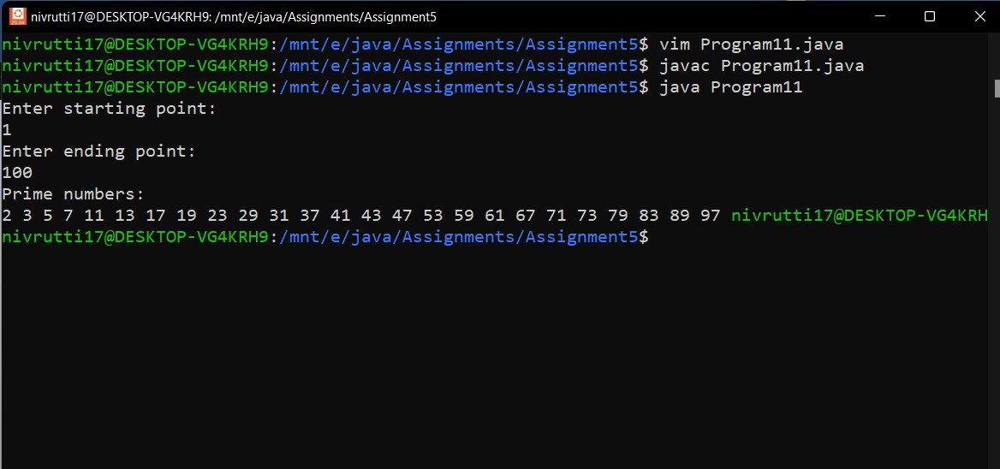 20.04 nivrutti17@DESKTOP-VG4KRH9: /mnt/e/java/Assignments/Assignment5
nivrutti17@DESKTOP-VG4KRH9:/mnt/e/java/Assignments/Assignment5$ vim Program11.java
nivrutti17@DESKTOP-VG4KRH9:/mnt/e/java/Assignments/Assignment5$ javac Program11.java
nivrutti17@DESKTOP-VG4KRH9:/mnt/e/java/Assignments/Assignment5$ java Program11
Enter starting point:
1
Enter ending point:
100
Prime numbers:
2 3 5 7 11 13 17 19 23 29 31 37 41 43 47 53 59 61 67 71 73 79 83 89 97 nivrutti17@DESKTOP-VG4KRH
nivrutti17@DESKTOP-VG4KRH9:/mnt/e/java/Assignments/Assignment5$